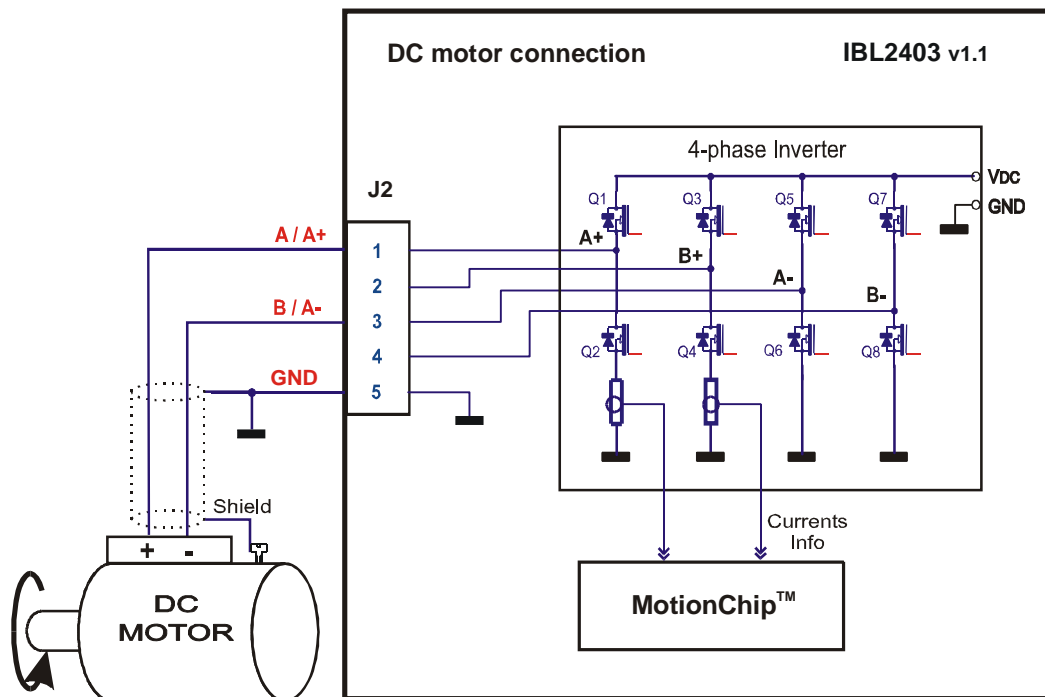 DC motor connection
IBL2403 v1.1
4-phase Inverter
J2
VDC
GND
Q1
Q3
Q5
Q7
A / A+
1
A+
2
B+
B / A-
3
A-
4
B-
Q2
Q4
Q6
Q8
GND
5
Shield
Currents
Info
+ -
DC
MOTOR
MotionChip™